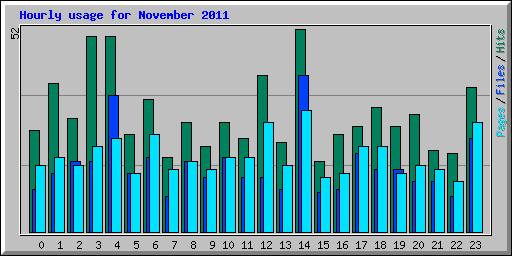 Hourly usage for November 2011
52
Pages / Files / Hits
0 1 2 3 4 5 6 7 8 9 10 11 12 13 14 15 16 17 18 19 20 21 22 23